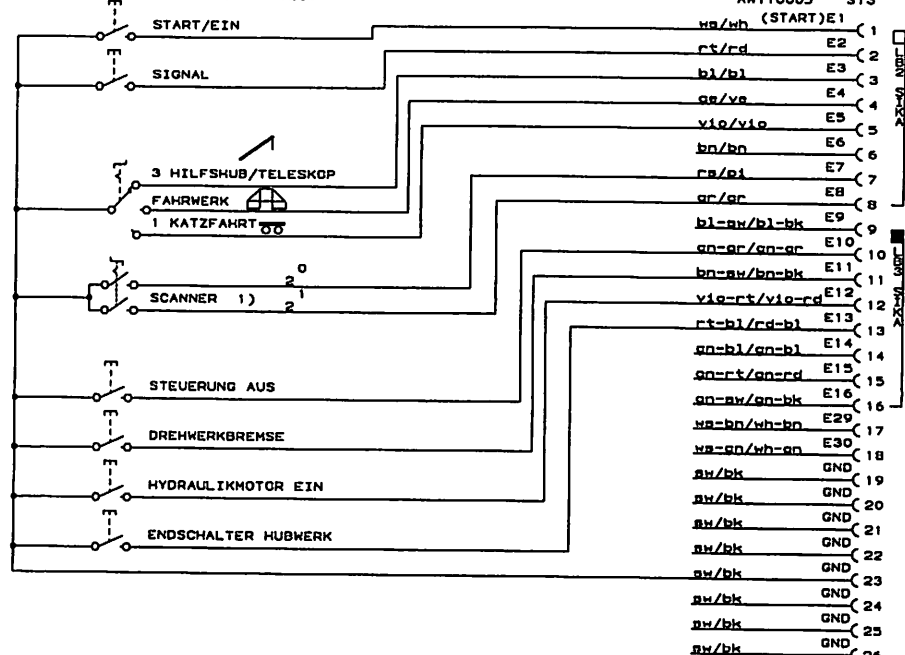 ST3
START/EIN ws/wh (START)E1 1
rt/rd E2 2
SIGNAL bl/bl E3 3
ge/ye E4 4
vio/vio E5 5
bn/bn E6 6
3 HILFSHUB/TELESKOP rs/pi E7 7
FAHRWERK gr/gr E8 8
1 KATZFAHRT bl-sw/bl-bk E9 9
gn-gr/gn-gr E10 10
2 0 bn-sw/bn-bk E11 11
SCANNER 1) 2 1 vio-rt/vio-rd E12 12
rt-bl/rd-bl E13 13
gn-bl/gn-bl E14 14
gn-rt/gn-rd E15 15
STEUERUNG AUS gn-sw/gn-bk E16 16
ws-bn/wh-bn E29 17
DREHWERKBREMSE ws-gn/wh-gn E30 18
sw/bk GND 19
HYDRAULIKMOTOR EIN sw/bk GND 20
sw/bk GND 21
ENDSCHALTER HUBWERK sw/bk GND 22
sw/bk GND 23
sw/bk GND 24
sw/bk GND 25
sw/bk GND 26